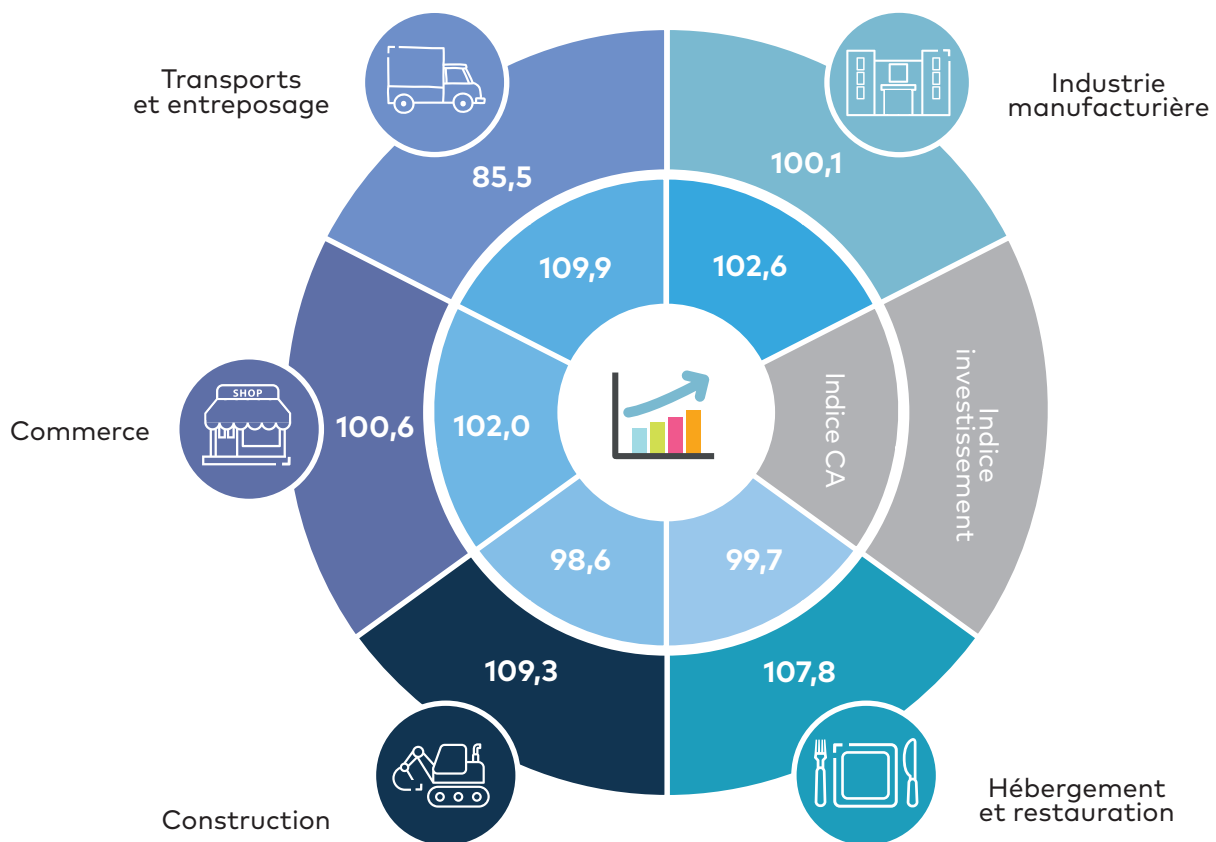 Transports
et entreposage
Industrie
manufacturière
85,5
100,1
109,9
102,6
SHOP
Commerce
100,6
102,0
Indice CA
Indice
investissement
98,6
99,7
109,3
107,8
Construction
Hébergement
et restauration